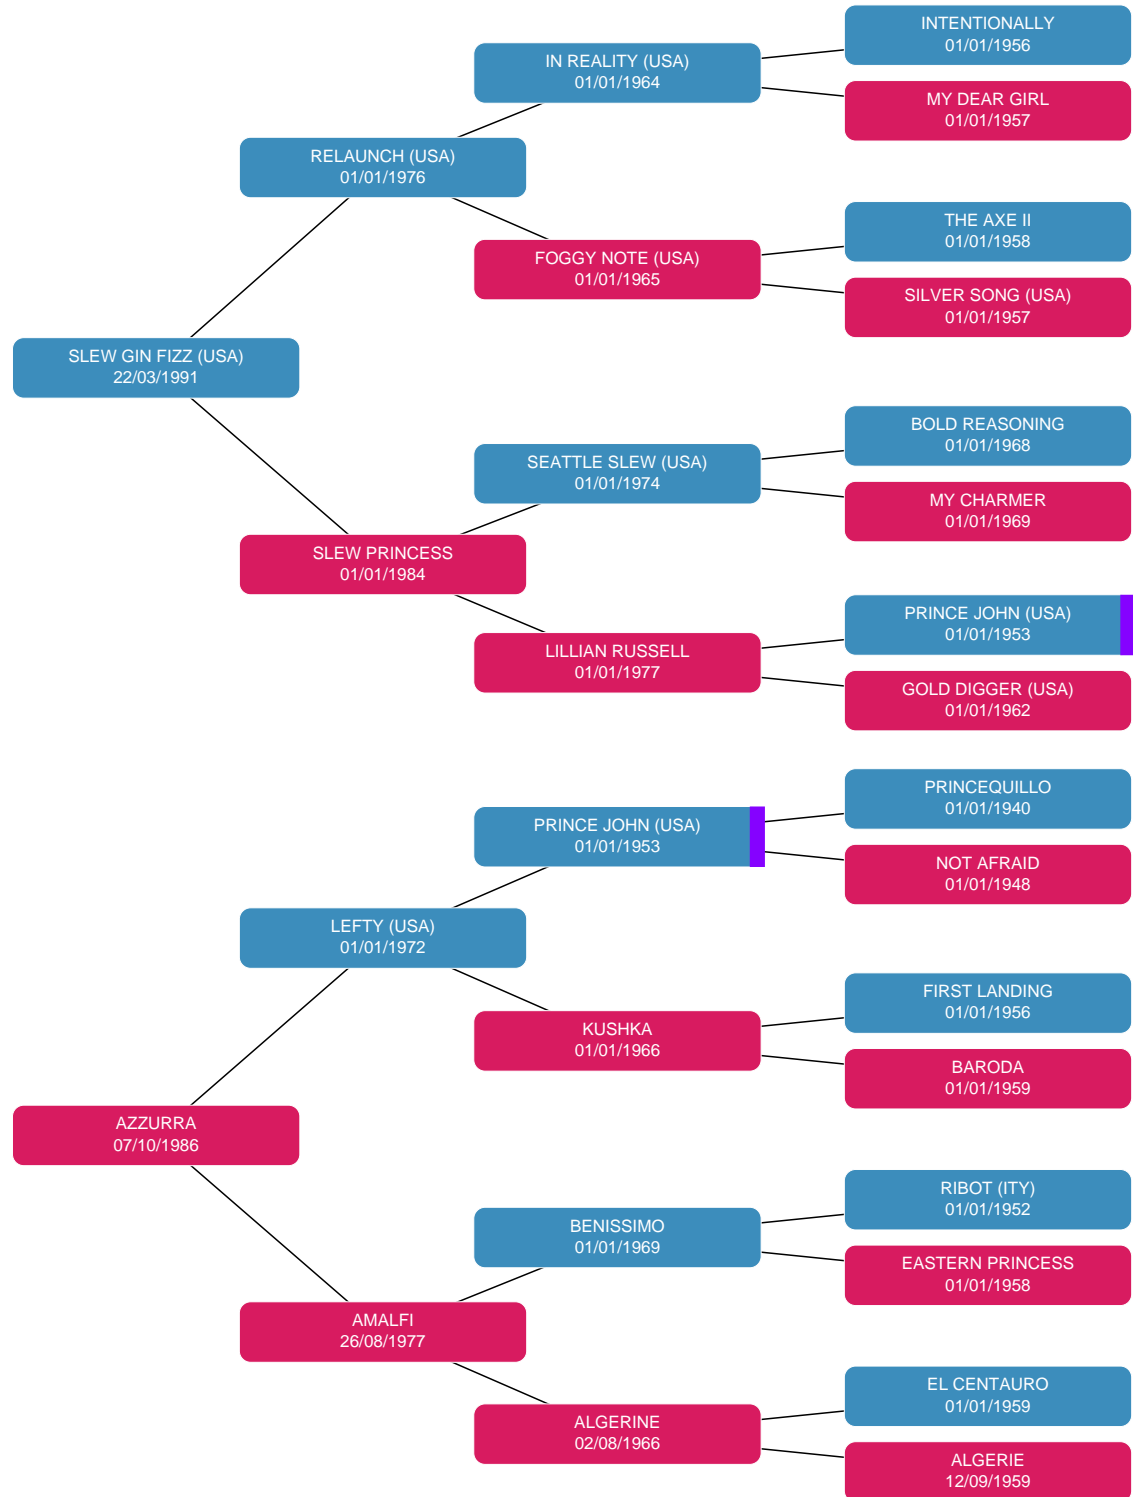 INTENTIONALLY
01/01/1956
IN REALITY (USA)
01/01/1964
MY DEAR GIRL
01/01/1957
RELAUNCH (USA)
01/01/1976
THE AXE II
01/01/1958
FOGGY NOTE (USA)
01/01/1965
SILVER SONG (USA)
01/01/1957
SLEW GIN FIZZ (USA)
22/03/1991
BOLD REASONING
01/01/1968
SEATTLE SLEW (USA)
01/01/1974
MY CHARMER
01/01/1969
SLEW PRINCESS
01/01/1984
PRINCE JOHN (USA)
01/01/1953
LILLIAN RUSSELL
01/01/1977
GOLD DIGGER (USA)
01/01/1962
PRINCEQUILLO
01/01/1940
PRINCE JOHN (USA)
01/01/1953
NOT AFRAID
01/01/1948
LEFTY (USA)
01/01/1972
FIRST LANDING
01/01/1956
KUSHKA
01/01/1966
BARODA
01/01/1959
AZZURRA
07/10/1986
RIBOT (ITY)
01/01/1952
BENISSIMO
01/01/1969
EASTERN PRINCESS
01/01/1958
AMALFI
26/08/1977
EL CENTAURO
01/01/1959
ALGERINE
02/08/1966
ALGERIE
12/09/1959